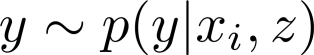 y ∼ p(y|x_i, z)